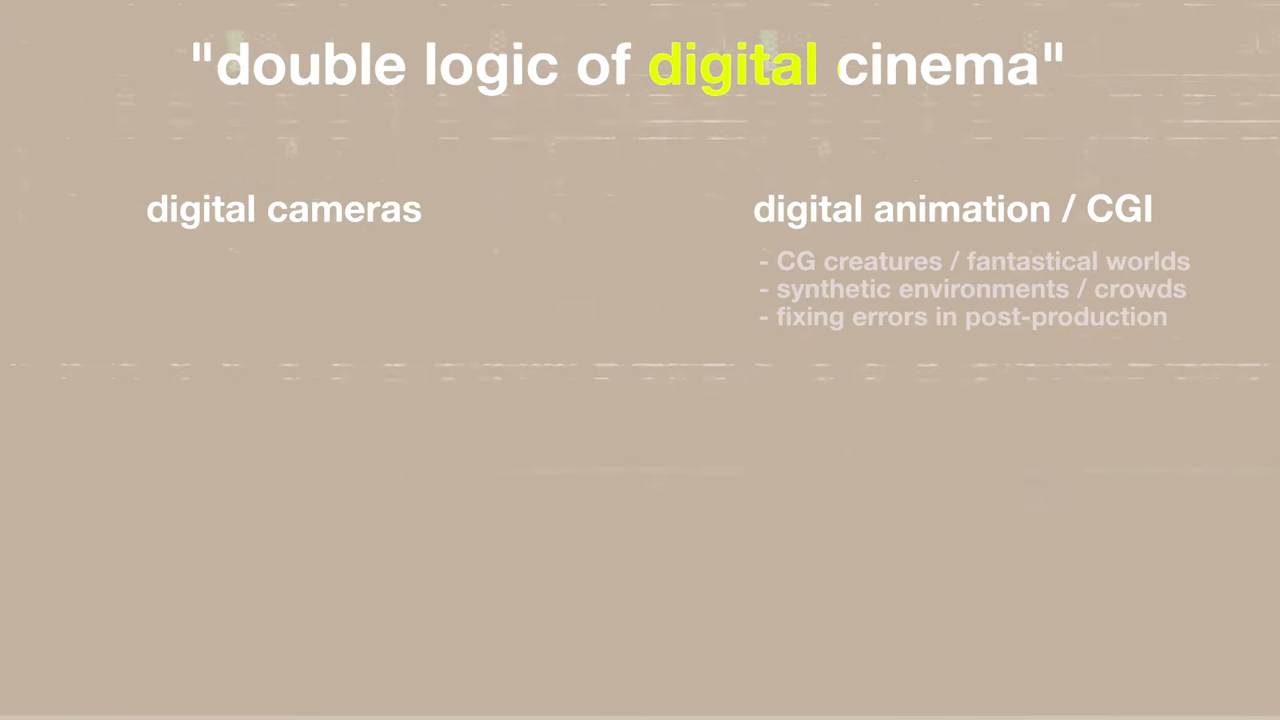 "double logic of digital cinema"
digital cameras
digital animation / CGI
- CG creatures / fantastical worlds
- synthetic environments / crowds
- fixing errors in post-production